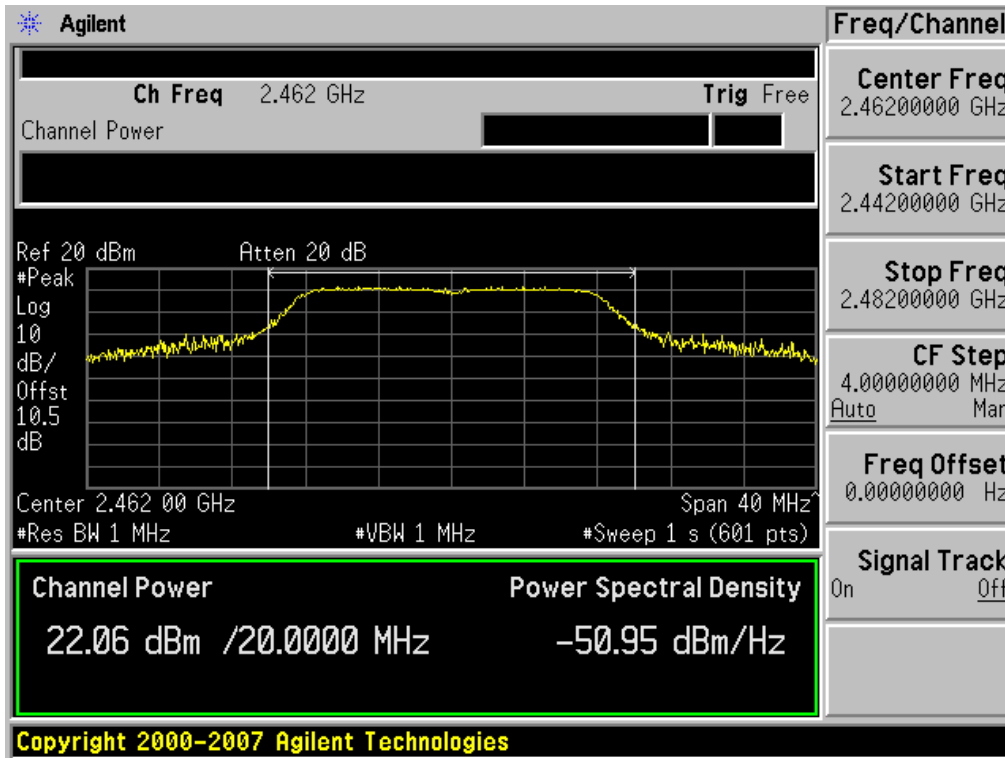 Agilent
Freq/Channel
Ch Freq 2.462 GHz Trig Free
Channel Power
Center Freq
2.46200000 GHz
Start Freq
2.44200000 GHz
Stop Freq
2.48200000 GHz
CF Step
4.00000000 MHz
Auto Man
Freq Offset
0.00000000 Hz
Signal Track
On Off
Ref 20 dBm Atten 20 dB
#Peak
Log
10
dB/
Offst
10.5
dB
Center 2.462 00 GHz Span 40 MHz^
#Res BW 1 MHz #VBW 1 MHz #Sweep 1 s (601 pts)
Channel Power Power Spectral Density
22.06 dBm /20.0000 MHz -50.95 dBm/Hz
Copyright 2000-2007 Agilent Technologies